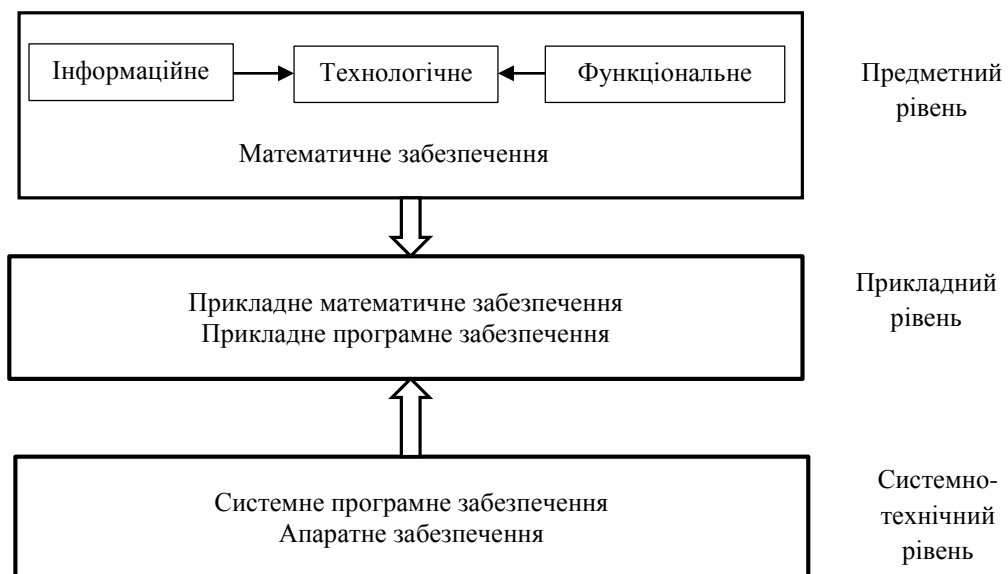 Інформаційне
Технологічне
Функціональне
Предметний
рівень
Математичне забезпечення
Прикладне математичне забезпечення
Прикладне програмне забезпечення
Прикладний
рівень
Системне програмне забезпечення
Апаратне забезпечення
Системно-
технічний
рівень